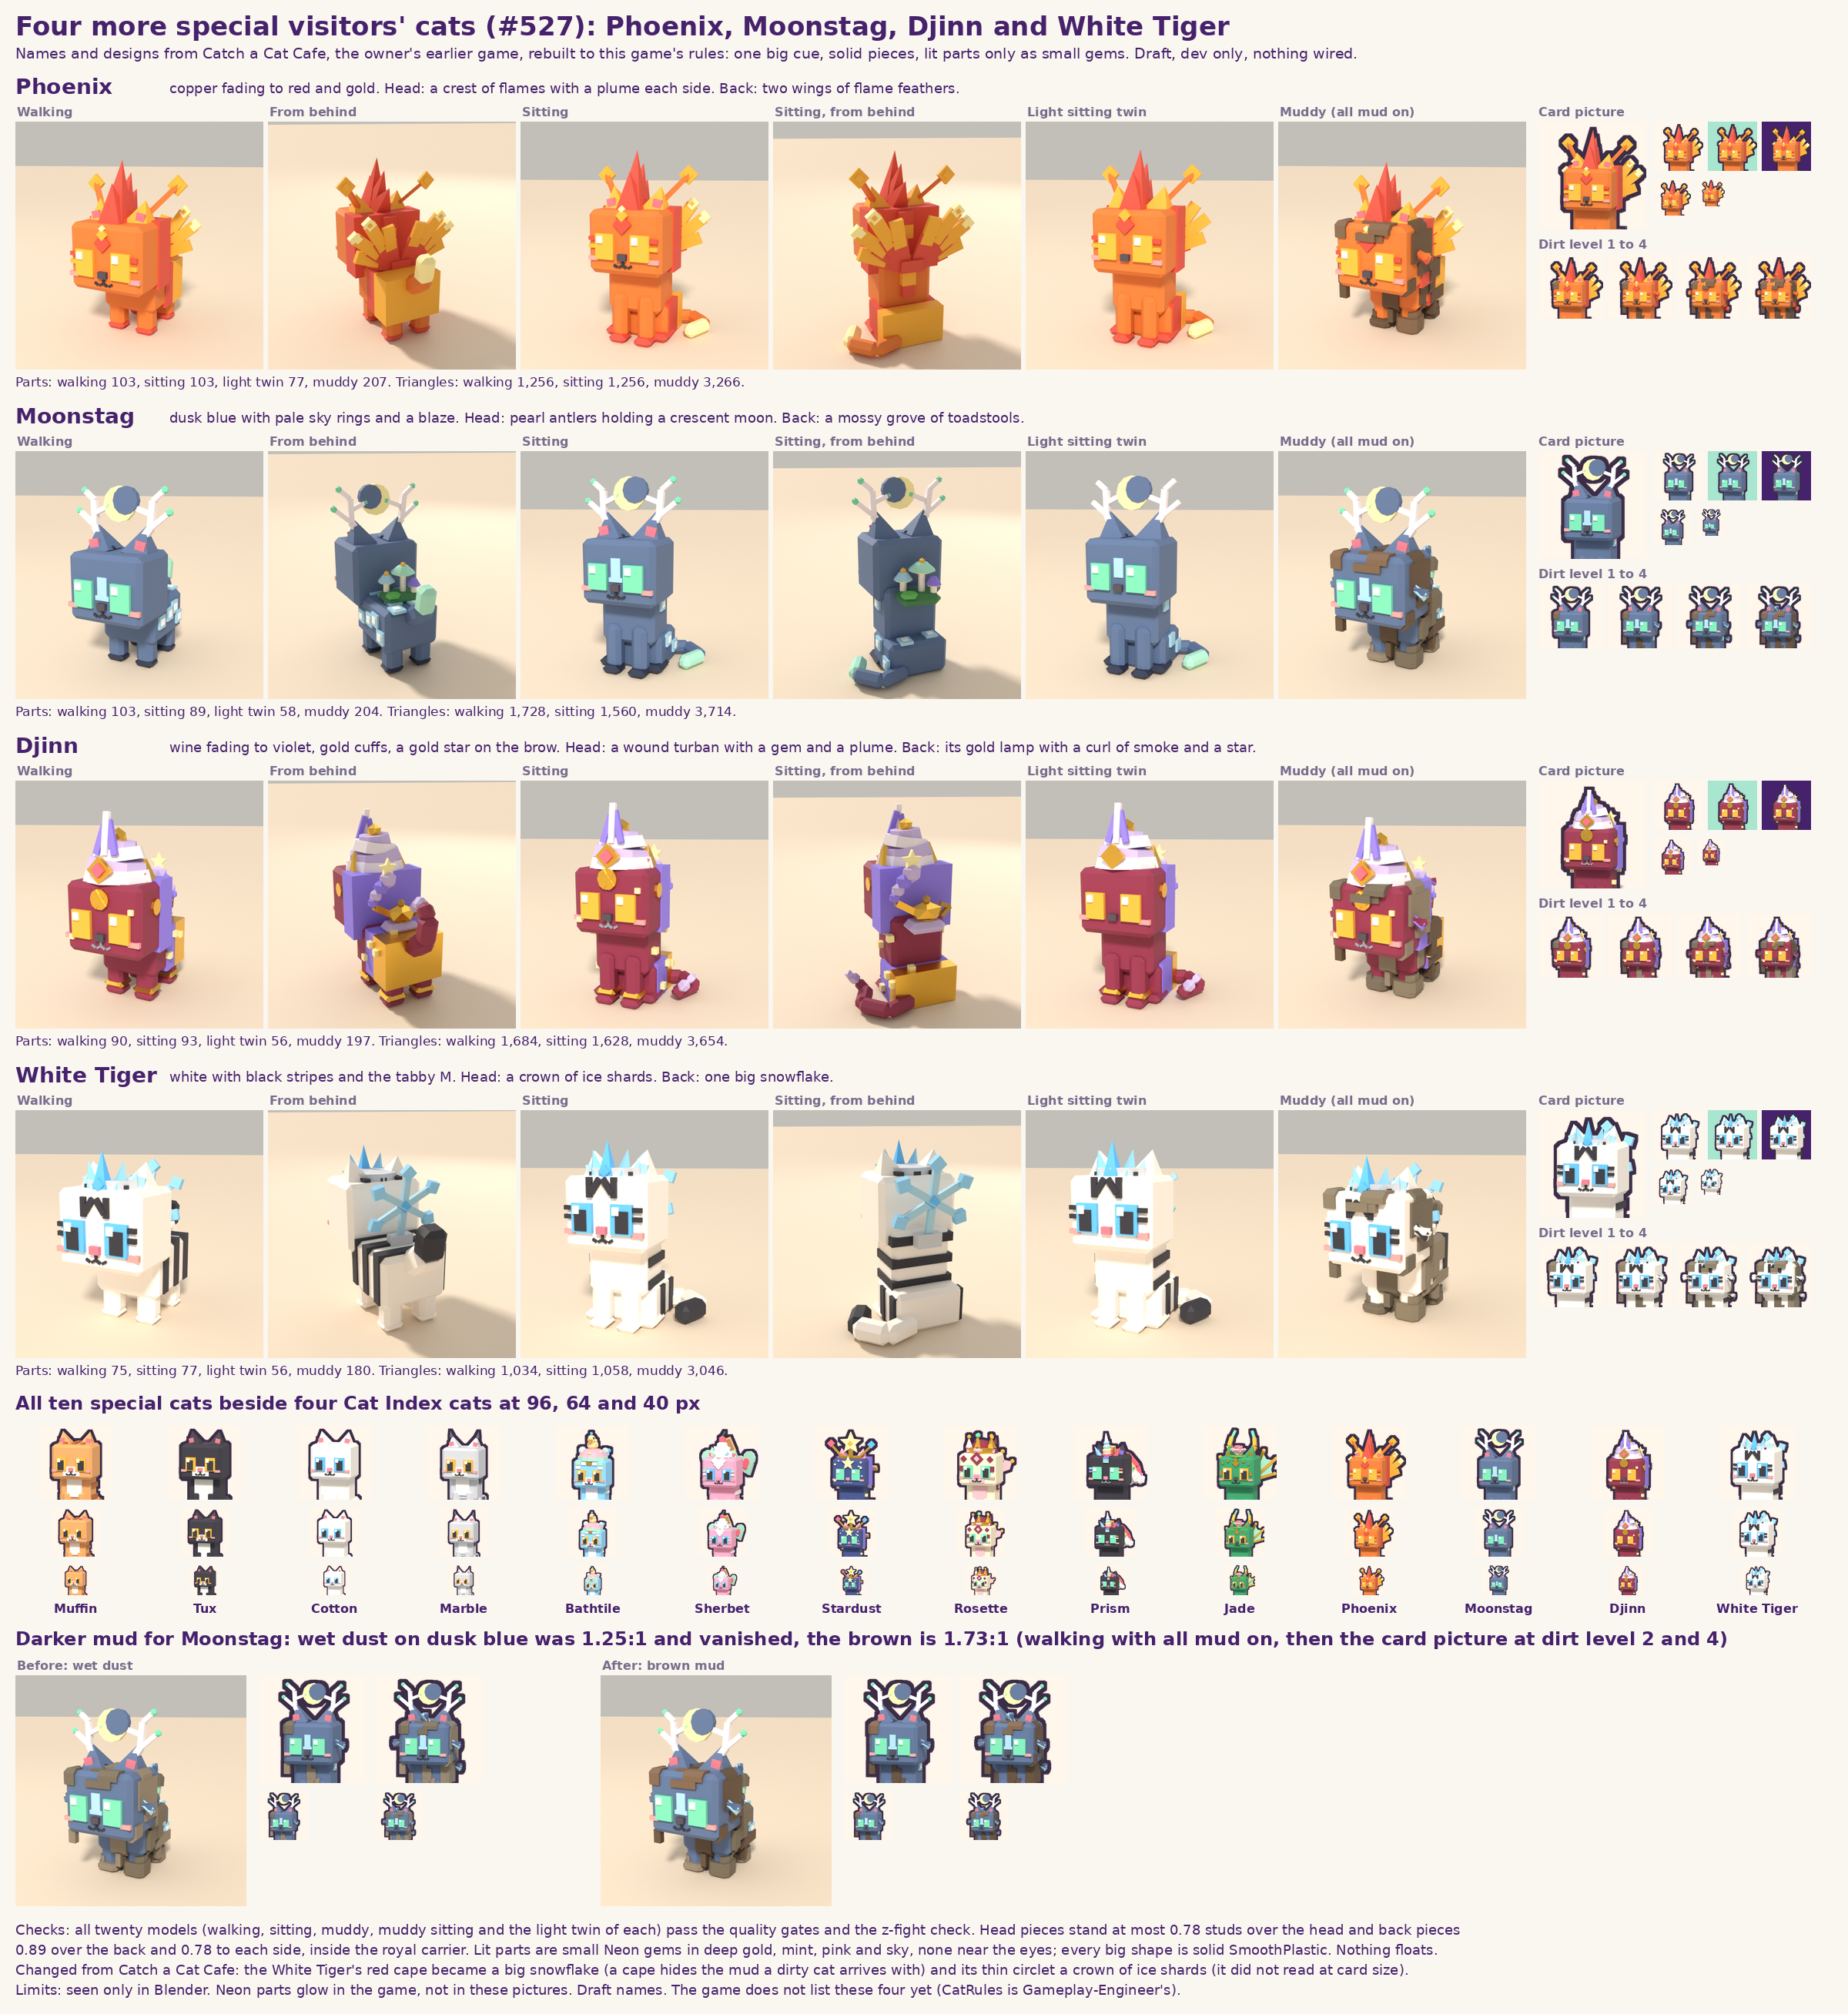 Four more special visitors' cats (#527): Phoenix, Moonstag, Djinn and White Tiger
Names and designs from Catch a Cat Cafe, the owner's earlier game, rebuilt to this game's rules: one big cue, solid pieces, lit parts only as small gems. Draft, dev only, nothing wired.
Phoenix copper fading to red and gold. Head: a crest of flames with a plume each side. Back: two wings of flame feathers.
Walking From behind Sitting Sitting, from behind Light sitting twin Muddy (all mud on) Card picture
Dirt level 1 to 4
Parts: walking 103, sitting 103, light twin 77, muddy 207. Triangles: walking 1,256, sitting 1,256, muddy 3,266.
Moonstag dusk blue with pale sky rings and a blaze. Head: pearl antlers holding a crescent moon. Back: a mossy grove of toadstools.
Walking From behind Sitting Sitting, from behind Light sitting twin Muddy (all mud on) Card picture
Dirt level 1 to 4
Parts: walking 103, sitting 89, light twin 58, muddy 204. Triangles: walking 1,728, sitting 1,560, muddy 3,714.
Djinn wine fading to violet, gold cuffs, a gold star on the brow. Head: a wound turban with a gem and a plume. Back: its gold lamp with a curl of smoke and a star.
Walking From behind Sitting Sitting, from behind Light sitting twin Muddy (all mud on) Card picture
Dirt level 1 to 4
Parts: walking 90, sitting 93, light twin 56, muddy 197. Triangles: walking 1,684, sitting 1,628, muddy 3,654.
White Tiger white with black stripes and the tabby M. Head: a crown of ice shards. Back: one big snowflake.
Walking From behind Sitting Sitting, from behind Light sitting twin Muddy (all mud on) Card picture
Dirt level 1 to 4
Parts: walking 75, sitting 77, light twin 56, muddy 180. Triangles: walking 1,034, sitting 1,058, muddy 3,046.
All ten special cats beside four Cat Index cats at 96, 64 and 40 px
Muffin Tux Cotton Marble Bathtile Sherbet Stardust Rosette Prism Jade Phoenix Moonstag Djinn White Tiger
Darker mud for Moonstag: wet dust on dusk blue was 1.25:1 and vanished, the brown is 1.73:1 (walking with all mud on, then the card picture at dirt level 2 and 4)
Before: wet dust After: brown mud
Checks: all twenty models (walking, sitting, muddy, muddy sitting and the light twin of each) pass the quality gates and the z-fight check. Head pieces stand at most 0.78 studs over the head and back pieces
0.89 over the back and 0.78 to each side, inside the royal carrier. Lit parts are small Neon gems in deep gold, mint, pink and sky, none near the eyes; every big shape is solid SmoothPlastic. Nothing floats.
Changed from Catch a Cat Cafe: the White Tiger's red cape became a big snowflake (a cape hides the mud a dirty cat arrives with) and its thin circlet a crown of ice shards (it did not read at card size).
Limits: seen only in Blender. Neon parts glow in the game, not in these pictures. Draft names. The game does not list these four yet (CatRules is Gameplay-Engineer's).